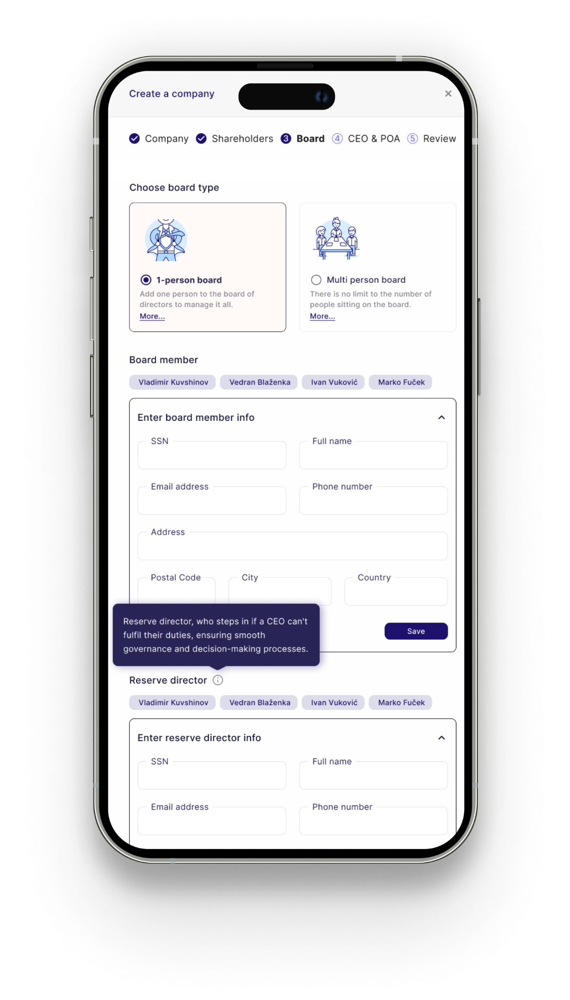 Create a company
Company Shareholders 3 Board 4 CEO & POA 5 Review
Choose board type
1-person board
Add one person to the board of
directors to manage it all.
More...
Multi person board
There is no limit to the number of
people sitting on the board.
More...
Board member
Vladimir Kuvshinov Vedran Blaženka Ivan Vuković Marko Fuček
Enter board member info
SSN Full name
Email address Phone number
Address
Postal Code City Country
Save
Reserve director, who steps in if a CEO can't
fulfil their duties, ensuring smooth
governance and decision-making processes.
Reserve director
Vladimir Kuvshinov Vedran Blaženka Ivan Vuković Marko Fuček
Enter reserve director info
SSN Full name
Email address Phone number